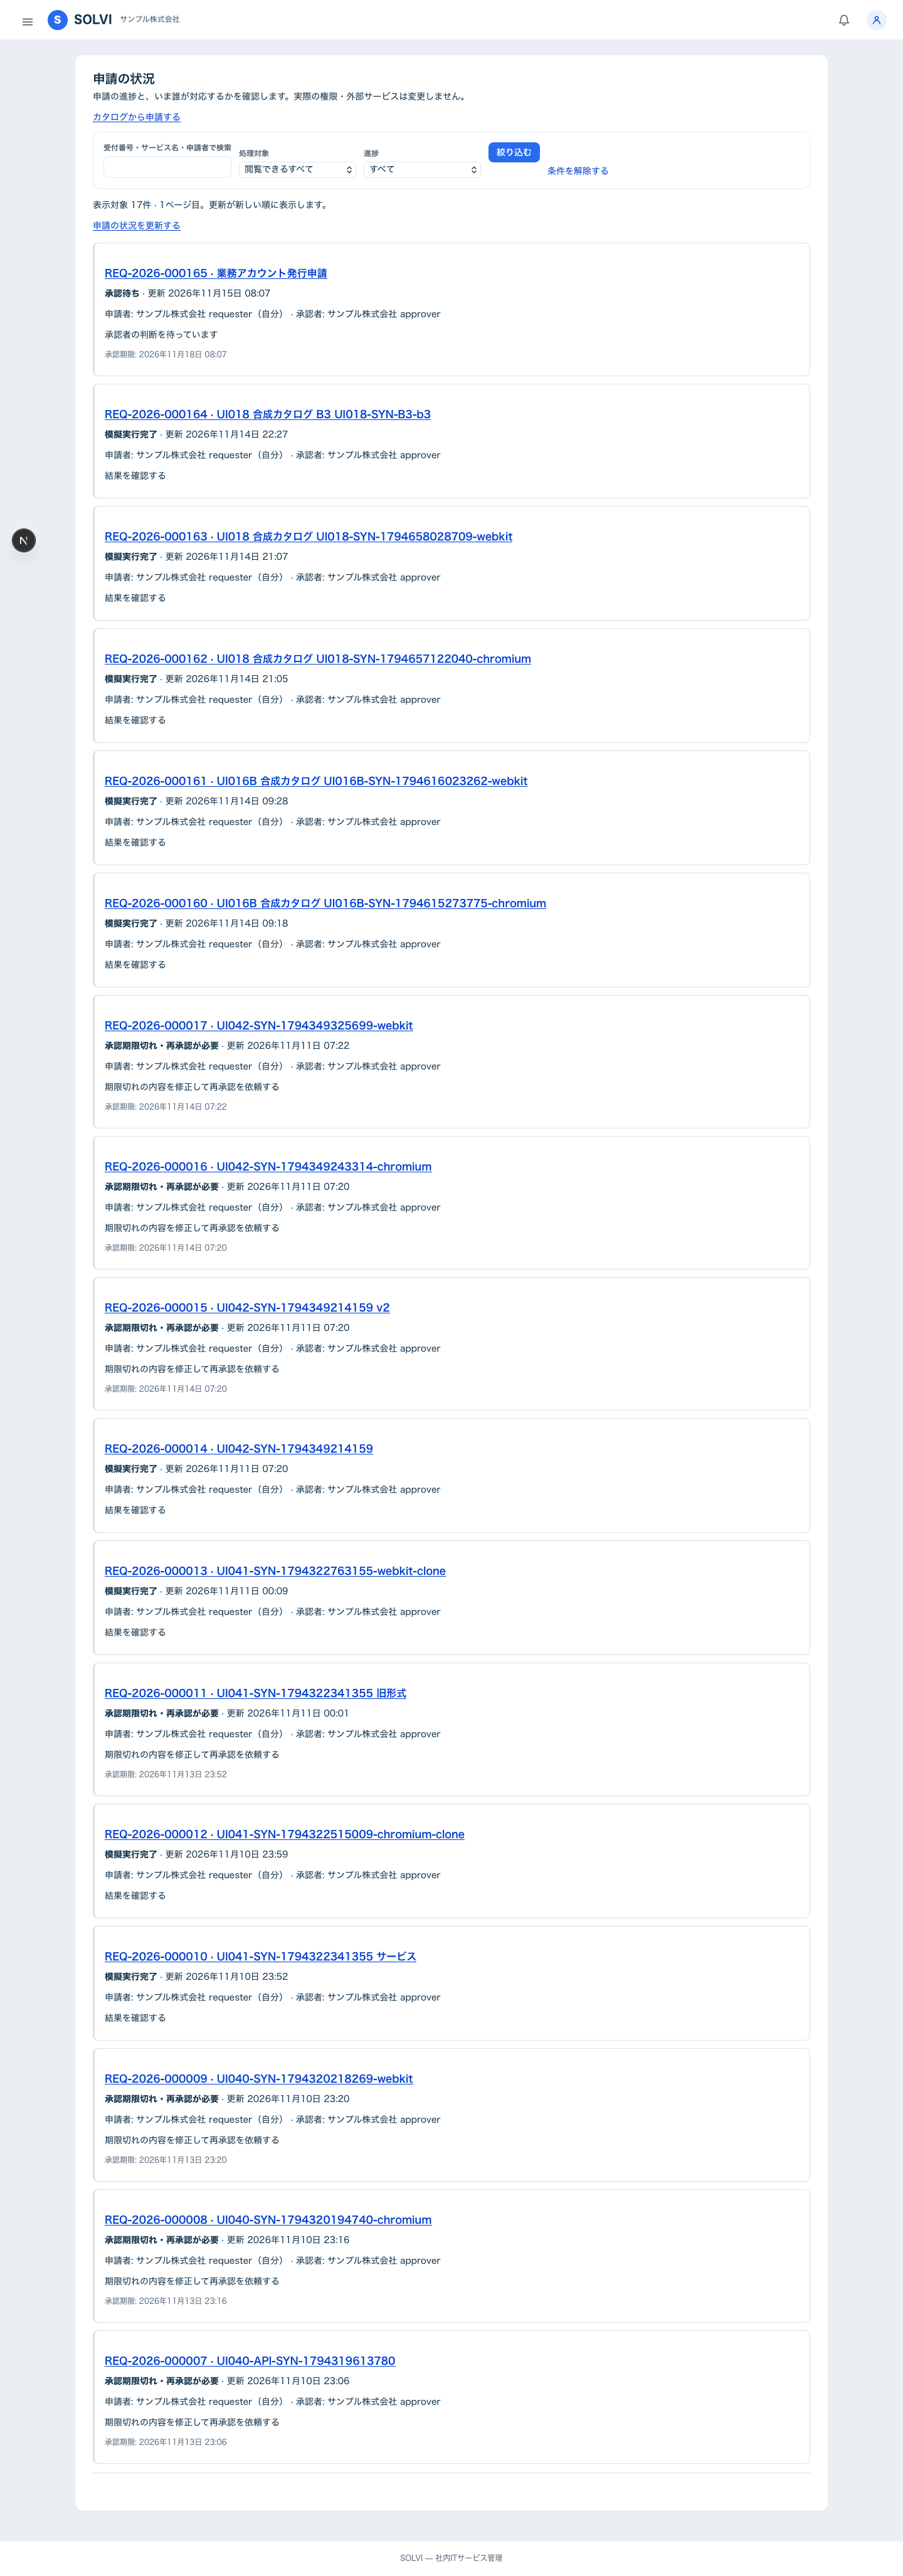 S SOLVI サンプル株式会社
申請の状況
申請の進捗と、いま誰が対応するかを確認します。実際の権限・外部サービスは変更しません。
カタログから申請する
受付番号・サービス名・申請者で検索
処理対象
閲覧できるすべて
進捗
すべて
絞り込む
条件を解除する
表示対象 17件 · 1ページ目。更新が新しい順に表示します。
申請の状況を更新する
REQ-2026-000165 · 業務アカウント発行申請
承認待ち · 更新 2026年11月15日 08:07
申請者: サンプル株式会社 requester（自分） · 承認者: サンプル株式会社 approver
承認者の判断を待っています
承認期限: 2026年11月18日 08:07
REQ-2026-000164 · UI018 合成カタログ B3 UI018-SYN-B3-b3
模擬実行完了 · 更新 2026年11月14日 22:27
申請者: サンプル株式会社 requester（自分） · 承認者: サンプル株式会社 approver
結果を確認する
REQ-2026-000163 · UI018 合成カタログ UI018-SYN-1794658028709-webkit
模擬実行完了 · 更新 2026年11月14日 21:07
申請者: サンプル株式会社 requester（自分） · 承認者: サンプル株式会社 approver
結果を確認する
N
REQ-2026-000162 · UI018 合成カタログ UI018-SYN-1794657122040-chromium
模擬実行完了 · 更新 2026年11月14日 21:05
申請者: サンプル株式会社 requester（自分） · 承認者: サンプル株式会社 approver
結果を確認する
REQ-2026-000161 · UI016B 合成カタログ UI016B-SYN-1794616023262-webkit
模擬実行完了 · 更新 2026年11月14日 09:28
申請者: サンプル株式会社 requester（自分） · 承認者: サンプル株式会社 approver
結果を確認する
REQ-2026-000160 · UI016B 合成カタログ UI016B-SYN-1794615273775-chromium
模擬実行完了 · 更新 2026年11月14日 09:18
申請者: サンプル株式会社 requester（自分） · 承認者: サンプル株式会社 approver
結果を確認する
REQ-2026-000017 · UI042-SYN-1794349325699-webkit
承認期限切れ・再承認が必要 · 更新 2026年11月11日 07:22
申請者: サンプル株式会社 requester（自分） · 承認者: サンプル株式会社 approver
期限切れの内容を修正して再承認を依頼する
承認期限: 2026年11月14日 07:22
REQ-2026-000016 · UI042-SYN-1794349243314-chromium
承認期限切れ・再承認が必要 · 更新 2026年11月11日 07:20
申請者: サンプル株式会社 requester（自分） · 承認者: サンプル株式会社 approver
期限切れの内容を修正して再承認を依頼する
承認期限: 2026年11月14日 07:20
REQ-2026-000015 · UI042-SYN-1794349214159 v2
承認期限切れ・再承認が必要 · 更新 2026年11月11日 07:20
申請者: サンプル株式会社 requester（自分） · 承認者: サンプル株式会社 approver
期限切れの内容を修正して再承認を依頼する
承認期限: 2026年11月14日 07:20
REQ-2026-000014 · UI042-SYN-1794349214159
模擬実行完了 · 更新 2026年11月11日 07:20
申請者: サンプル株式会社 requester（自分） · 承認者: サンプル株式会社 approver
結果を確認する
REQ-2026-000013 · UI041-SYN-1794322763155-webkit-clone
模擬実行完了 · 更新 2026年11月11日 00:09
申請者: サンプル株式会社 requester（自分） · 承認者: サンプル株式会社 approver
結果を確認する
REQ-2026-000011 · UI041-SYN-1794322341355 旧形式
承認期限切れ・再承認が必要 · 更新 2026年11月11日 00:01
申請者: サンプル株式会社 requester（自分） · 承認者: サンプル株式会社 approver
期限切れの内容を修正して再承認を依頼する
承認期限: 2026年11月13日 23:52
REQ-2026-000012 · UI041-SYN-1794322515009-chromium-clone
模擬実行完了 · 更新 2026年11月10日 23:59
申請者: サンプル株式会社 requester（自分） · 承認者: サンプル株式会社 approver
結果を確認する
REQ-2026-000010 · UI041-SYN-1794322341355 サービス
模擬実行完了 · 更新 2026年11月10日 23:52
申請者: サンプル株式会社 requester（自分） · 承認者: サンプル株式会社 approver
結果を確認する
REQ-2026-000009 · UI040-SYN-1794320218269-webkit
承認期限切れ・再承認が必要 · 更新 2026年11月10日 23:20
申請者: サンプル株式会社 requester（自分） · 承認者: サンプル株式会社 approver
期限切れの内容を修正して再承認を依頼する
承認期限: 2026年11月13日 23:20
REQ-2026-000008 · UI040-SYN-1794320194740-chromium
承認期限切れ・再承認が必要 · 更新 2026年11月10日 23:16
申請者: サンプル株式会社 requester（自分） · 承認者: サンプル株式会社 approver
期限切れの内容を修正して再承認を依頼する
承認期限: 2026年11月13日 23:16
REQ-2026-000007 · UI040-API-SYN-1794319613780
承認期限切れ・再承認が必要 · 更新 2026年11月10日 23:06
申請者: サンプル株式会社 requester（自分） · 承認者: サンプル株式会社 approver
期限切れの内容を修正して再承認を依頼する
承認期限: 2026年11月13日 23:06
SOLVI — 社内ITサービス管理